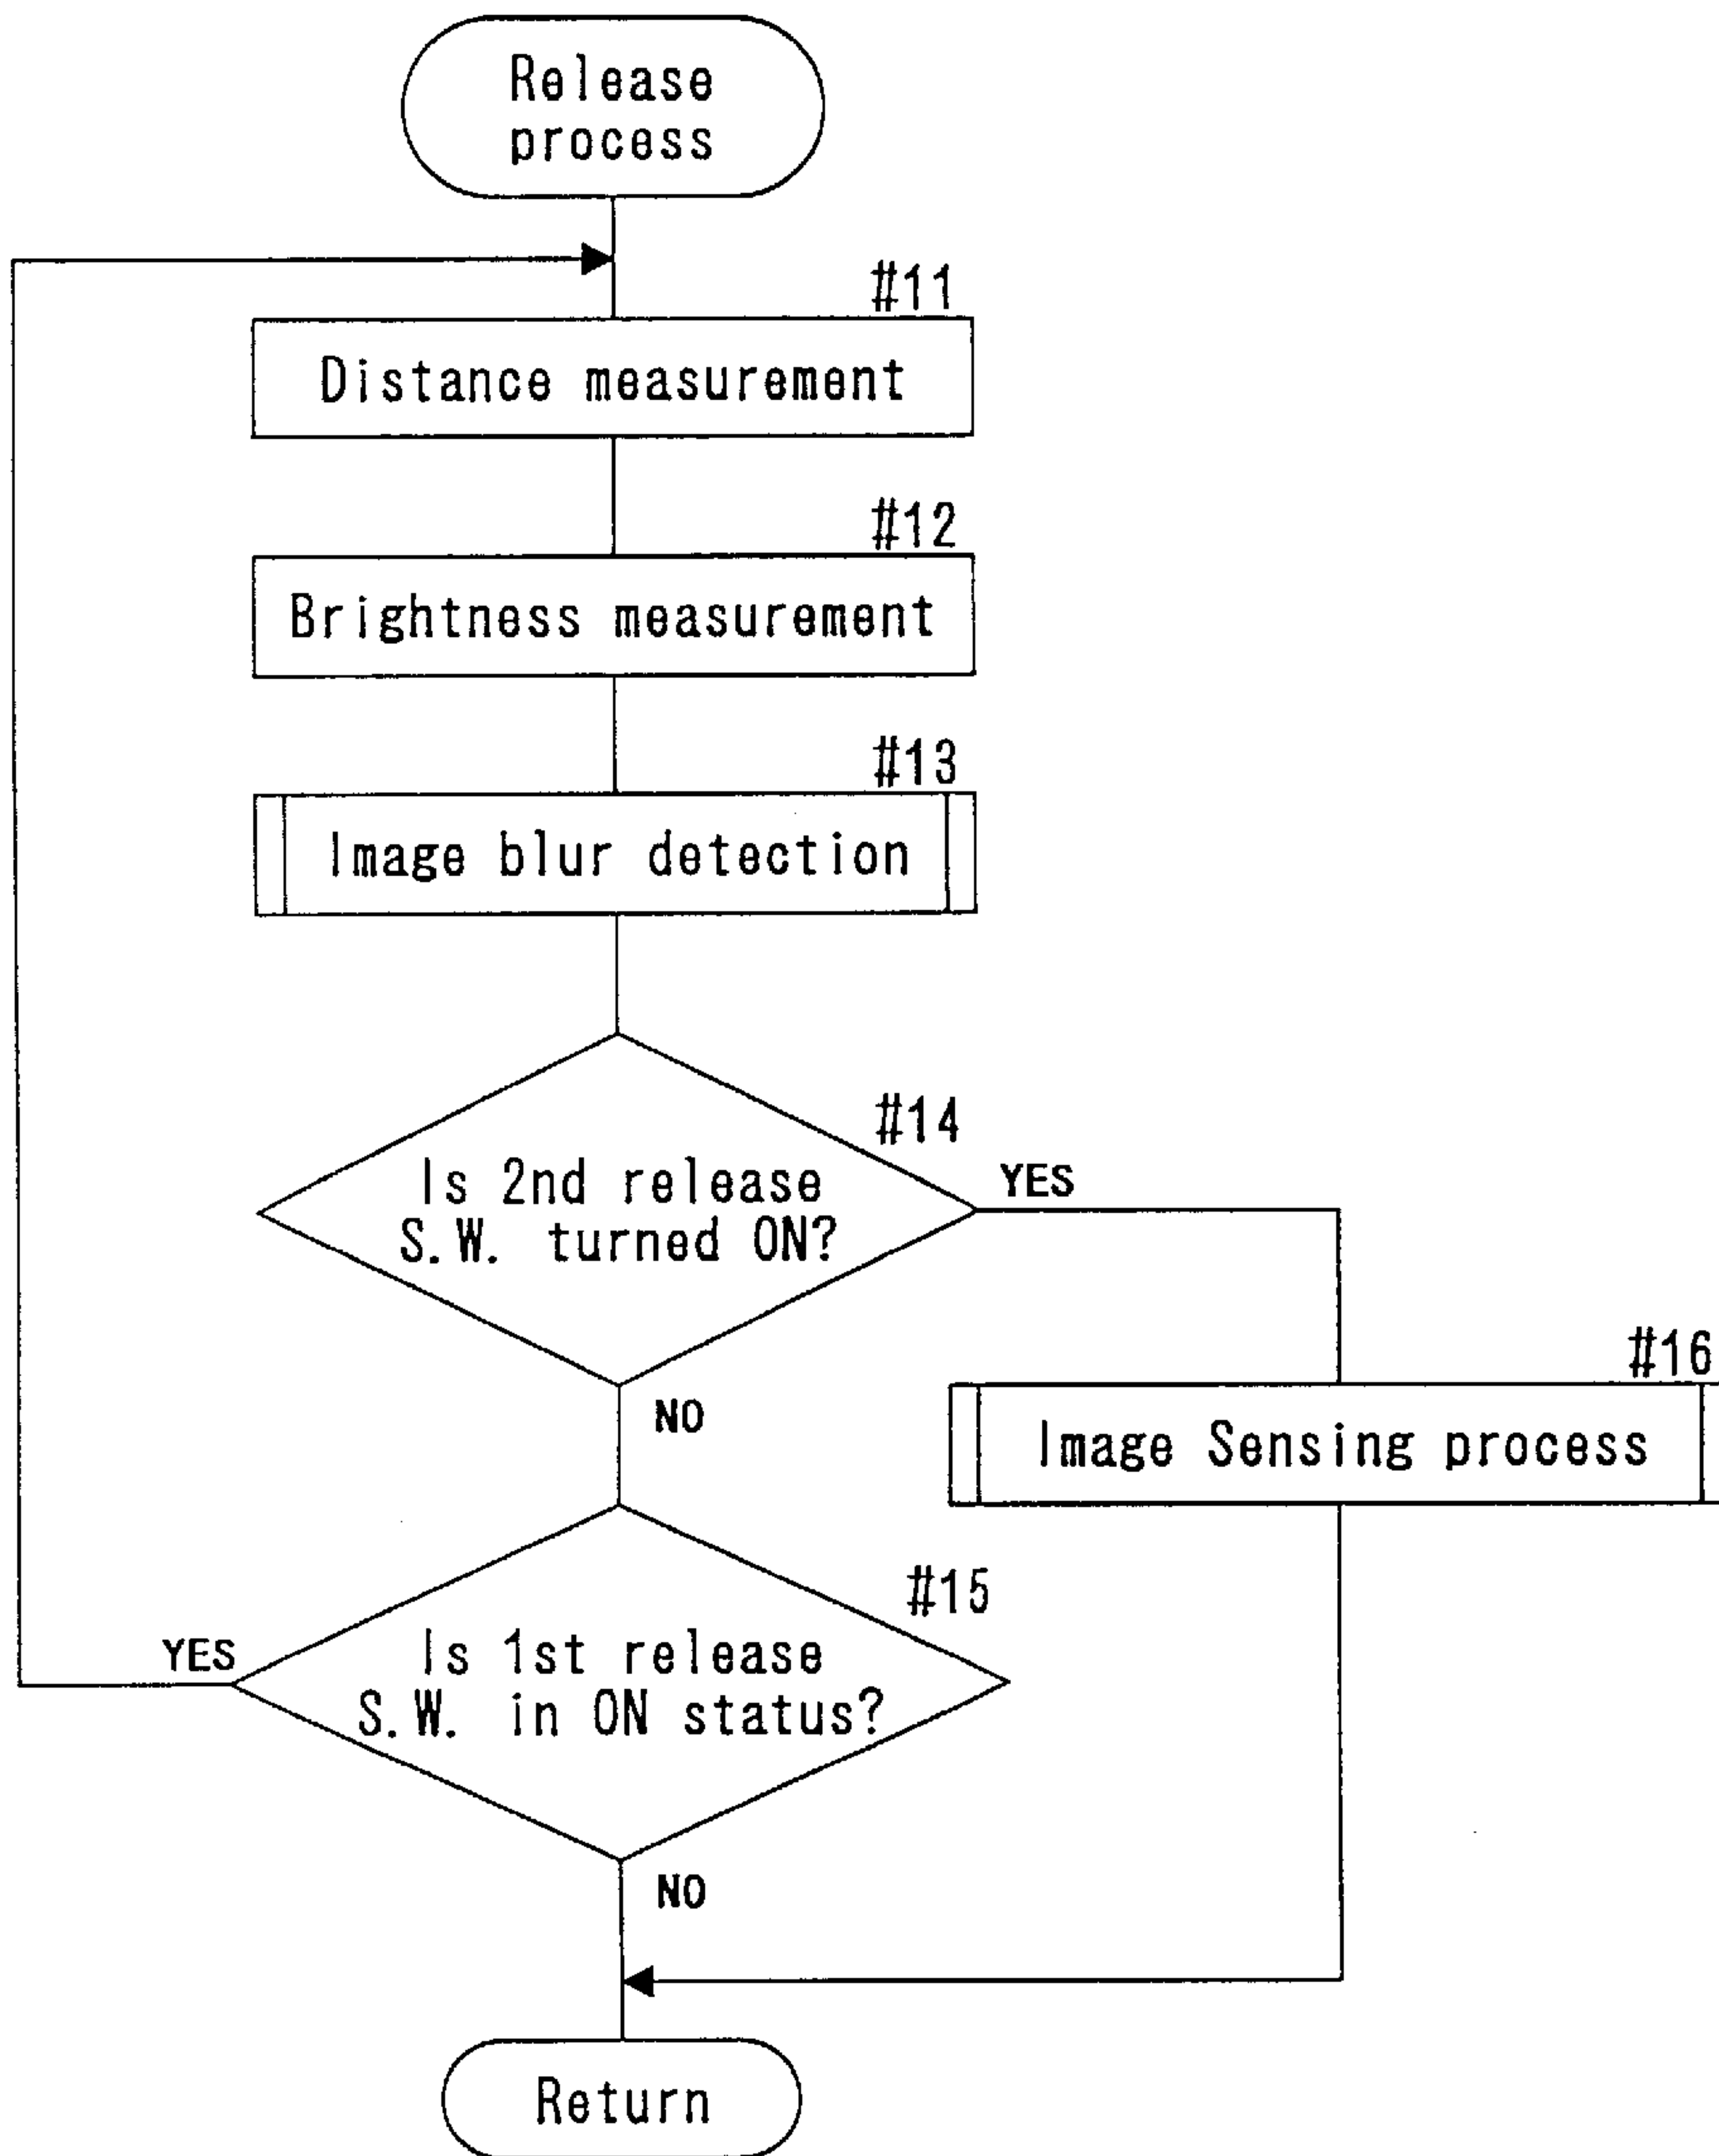 Release
process
#11
Distance measurement
#12
Brightness measurement
#13
Image blur detection
#14
Is 2nd release
S.W. turned ON?
YES
NO
#16
Image Sensing process
#15
Is 1st release
S.W. in ON status?
YES
NO
Return